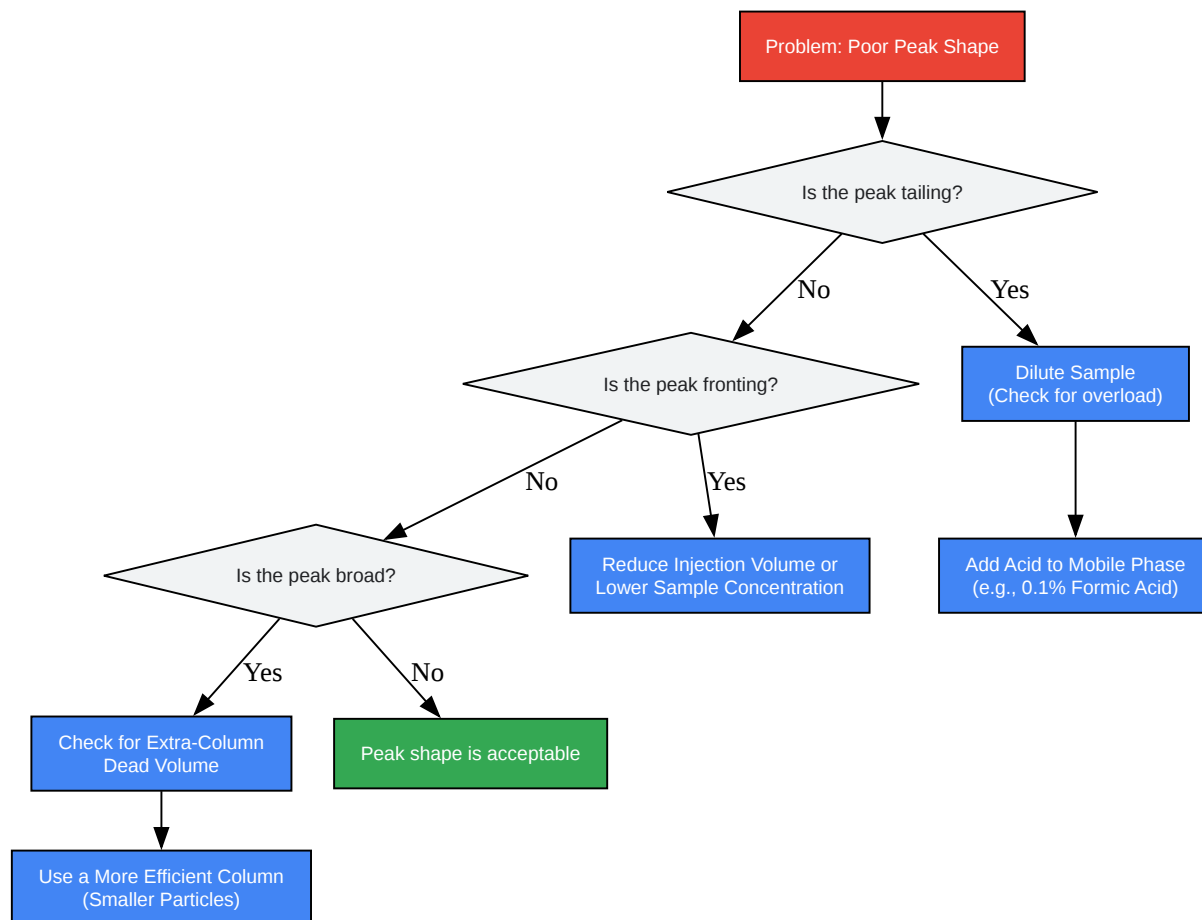 Problem: Poor Peak Shape
Is the peak tailing?
No
Yes
Is the peak fronting?
Dilute Sample
(Check for overload)
No
Yes
Is the peak broad?
Reduce Injection Volume or
Lower Sample Concentration
Add Acid to Mobile Phase
(e.g., 0.1% Formic Acid)
Yes
No
Check for Extra-Column
Dead Volume
Peak shape is acceptable
Use a More Efficient Column
(Smaller Particles)